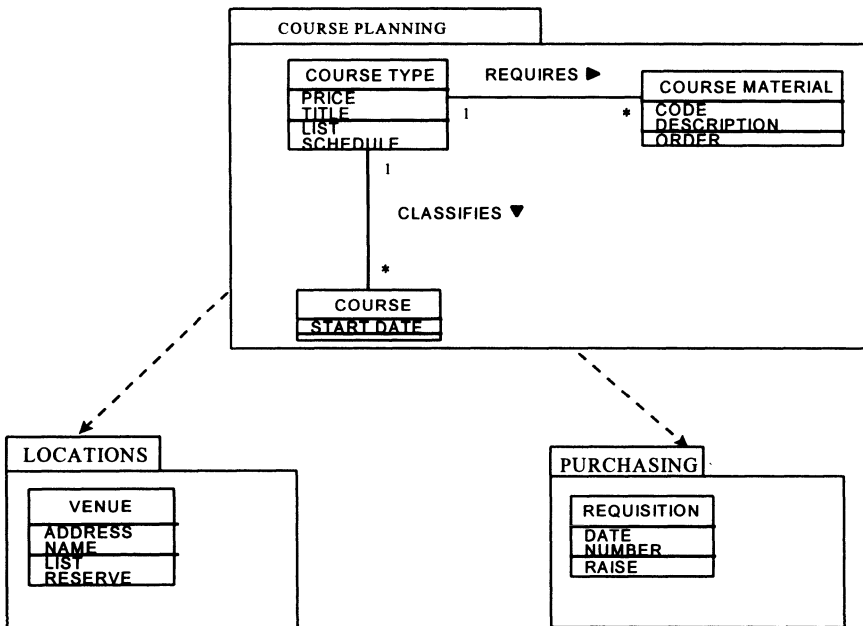 COURSE PLANNING
COURSE TYPE
PRICE
TITLE
LIST
SCHEDULE
REQUIRES ▶
1
*
COURSE MATERIAL
CODE
DESCRIPTION
ORDER
1
CLASSIFIES ▼
*
COURSE
START DATE
LOCATIONS
VENUE
ADDRESS
NAME
LIST
RESERVE
PURCHASING
REQUISITION
DATE
NUMBER
RAISE